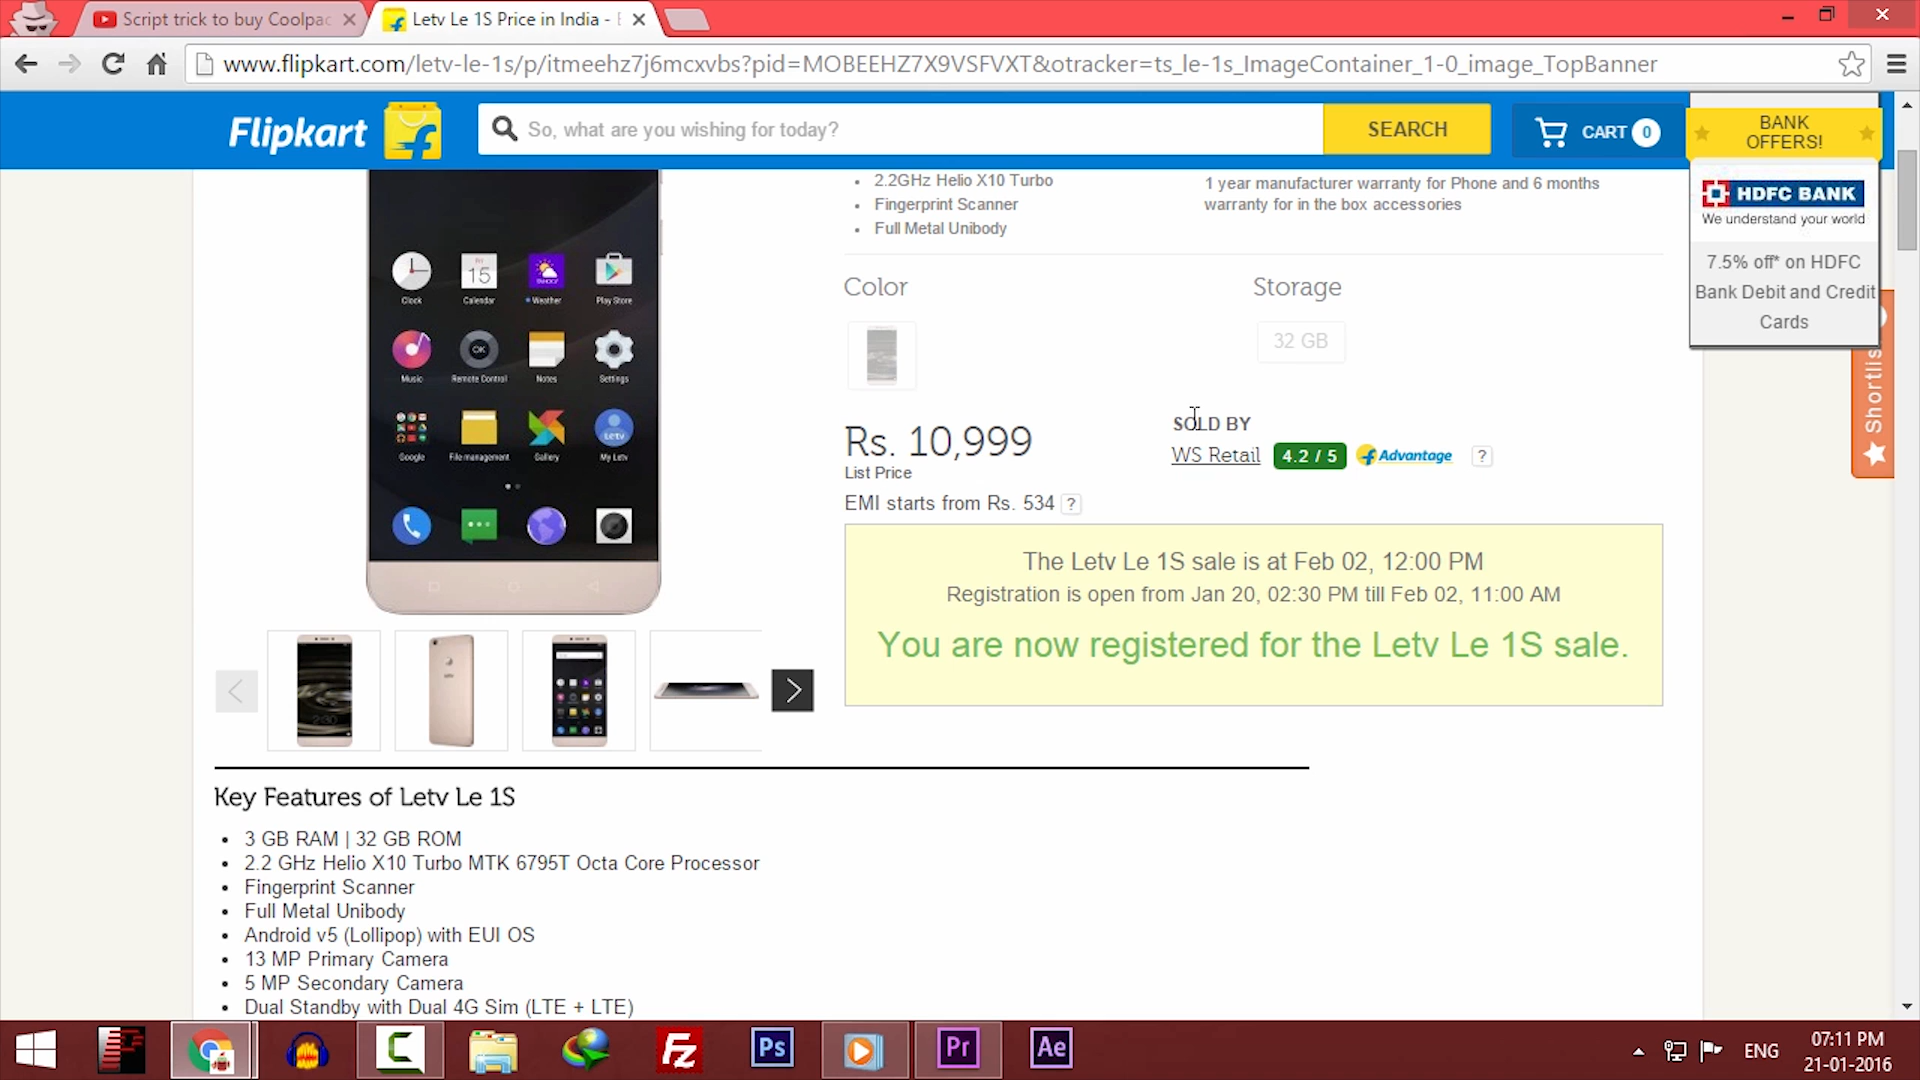 Script trick to buy Coolpac
Letv Le 1S Price in India -
www.flipkart.com/letv-le-1s/p/itmeehz7j6mcxvbs?pid=MOBEEHZ7X9VSFVXT&otracker=ts_le-1s_ImageContainer_1-0_image_TopBanner
Flipkart
So, what are you wishing for today?
SEARCH
CART 0
BANK
OFFERS!
HDFC BANK
We understand your world
7.5% off* on HDFC
Bank Debit and Credit
Cards
Shortlis
2.2GHz Helio X10 Turbo
Fingerprint Scanner
Full Metal Unibody
1 year manufacturer warranty for Phone and 6 months
warranty for in the box accessories
Color
Storage
32 GB
Clock
Calendar
Weather
Play Store
15
YAHOO!
Music
Remote Control
Notes
Settings
OK
Google
File management
Gallery
My Letv
Letv
Rs. 10,999
List Price
EMI starts from Rs. 534 ?
SOLD BY
WS Retail 4.2 / 5 Advantage ?
The Letv Le 1S sale is at Feb 02, 12:00 PM
Registration is open from Jan 20, 02:30 PM till Feb 02, 11:00 AM
You are now registered for the Letv Le 1S sale.
2:30
Key Features of Letv Le 1S
3 GB RAM | 32 GB ROM
2.2 GHz Helio X10 Turbo MTK 6795T Octa Core Processor
Fingerprint Scanner
Full Metal Unibody
Android v5 (Lollipop) with EUI OS
13 MP Primary Camera
5 MP Secondary Camera
Dual Standby with Dual 4G Sim (LTE + LTE)
Fz
Ps
Pr
Ae
ENG
07:11 PM
21-01-2016